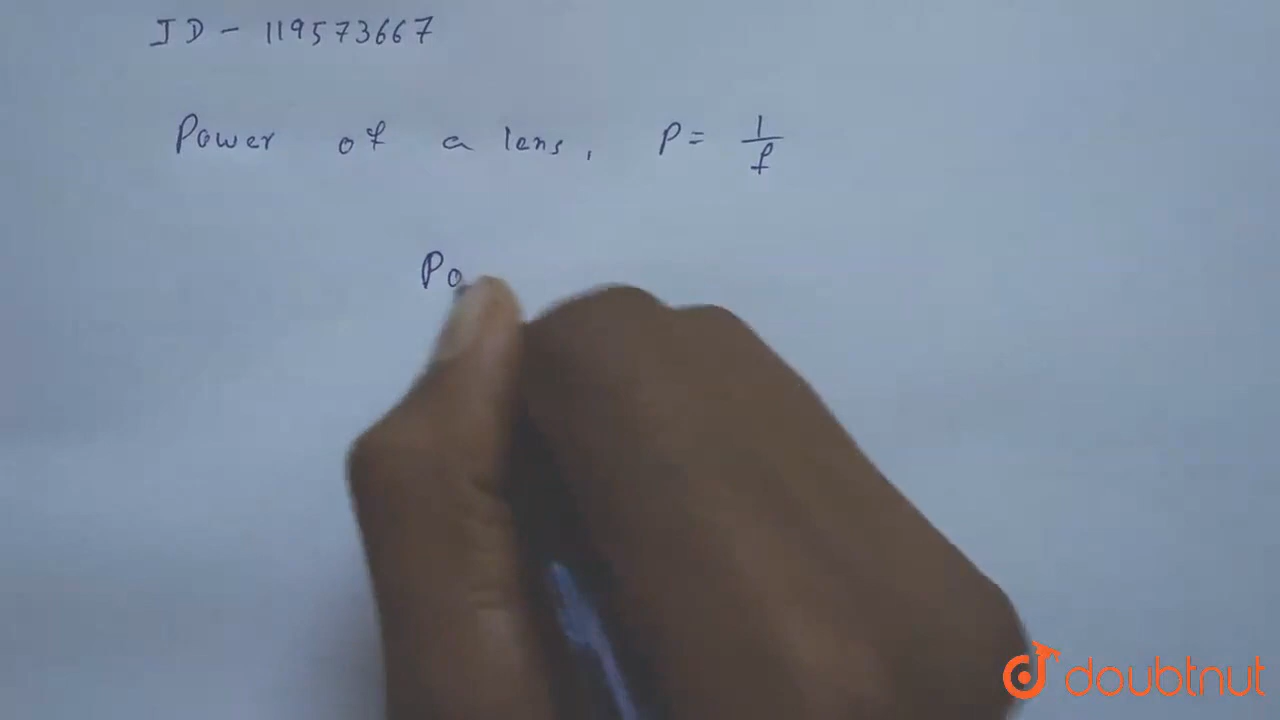 ID - 119573667
Power of a lens, P = 1/f
Po
doubtnut